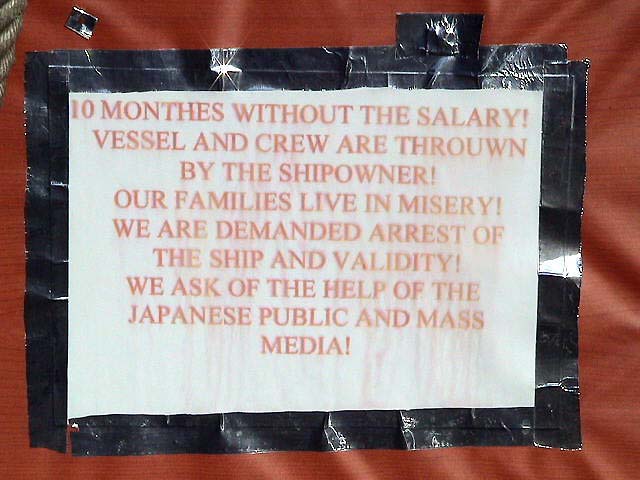 10 MONTHES WITHOUT THE SALARY!
VESSEL AND CREW ARE THROUWN
BY THE SHIPOWNER!
OUR FAMILIES LIVE IN MISERY!
WE ARE DEMANDED ARREST OF
THE SHIP AND VALIDITY!
WE ASK OF THE HELP OF THE
JAPANESE PUBLIC AND MASS
MEDIA!